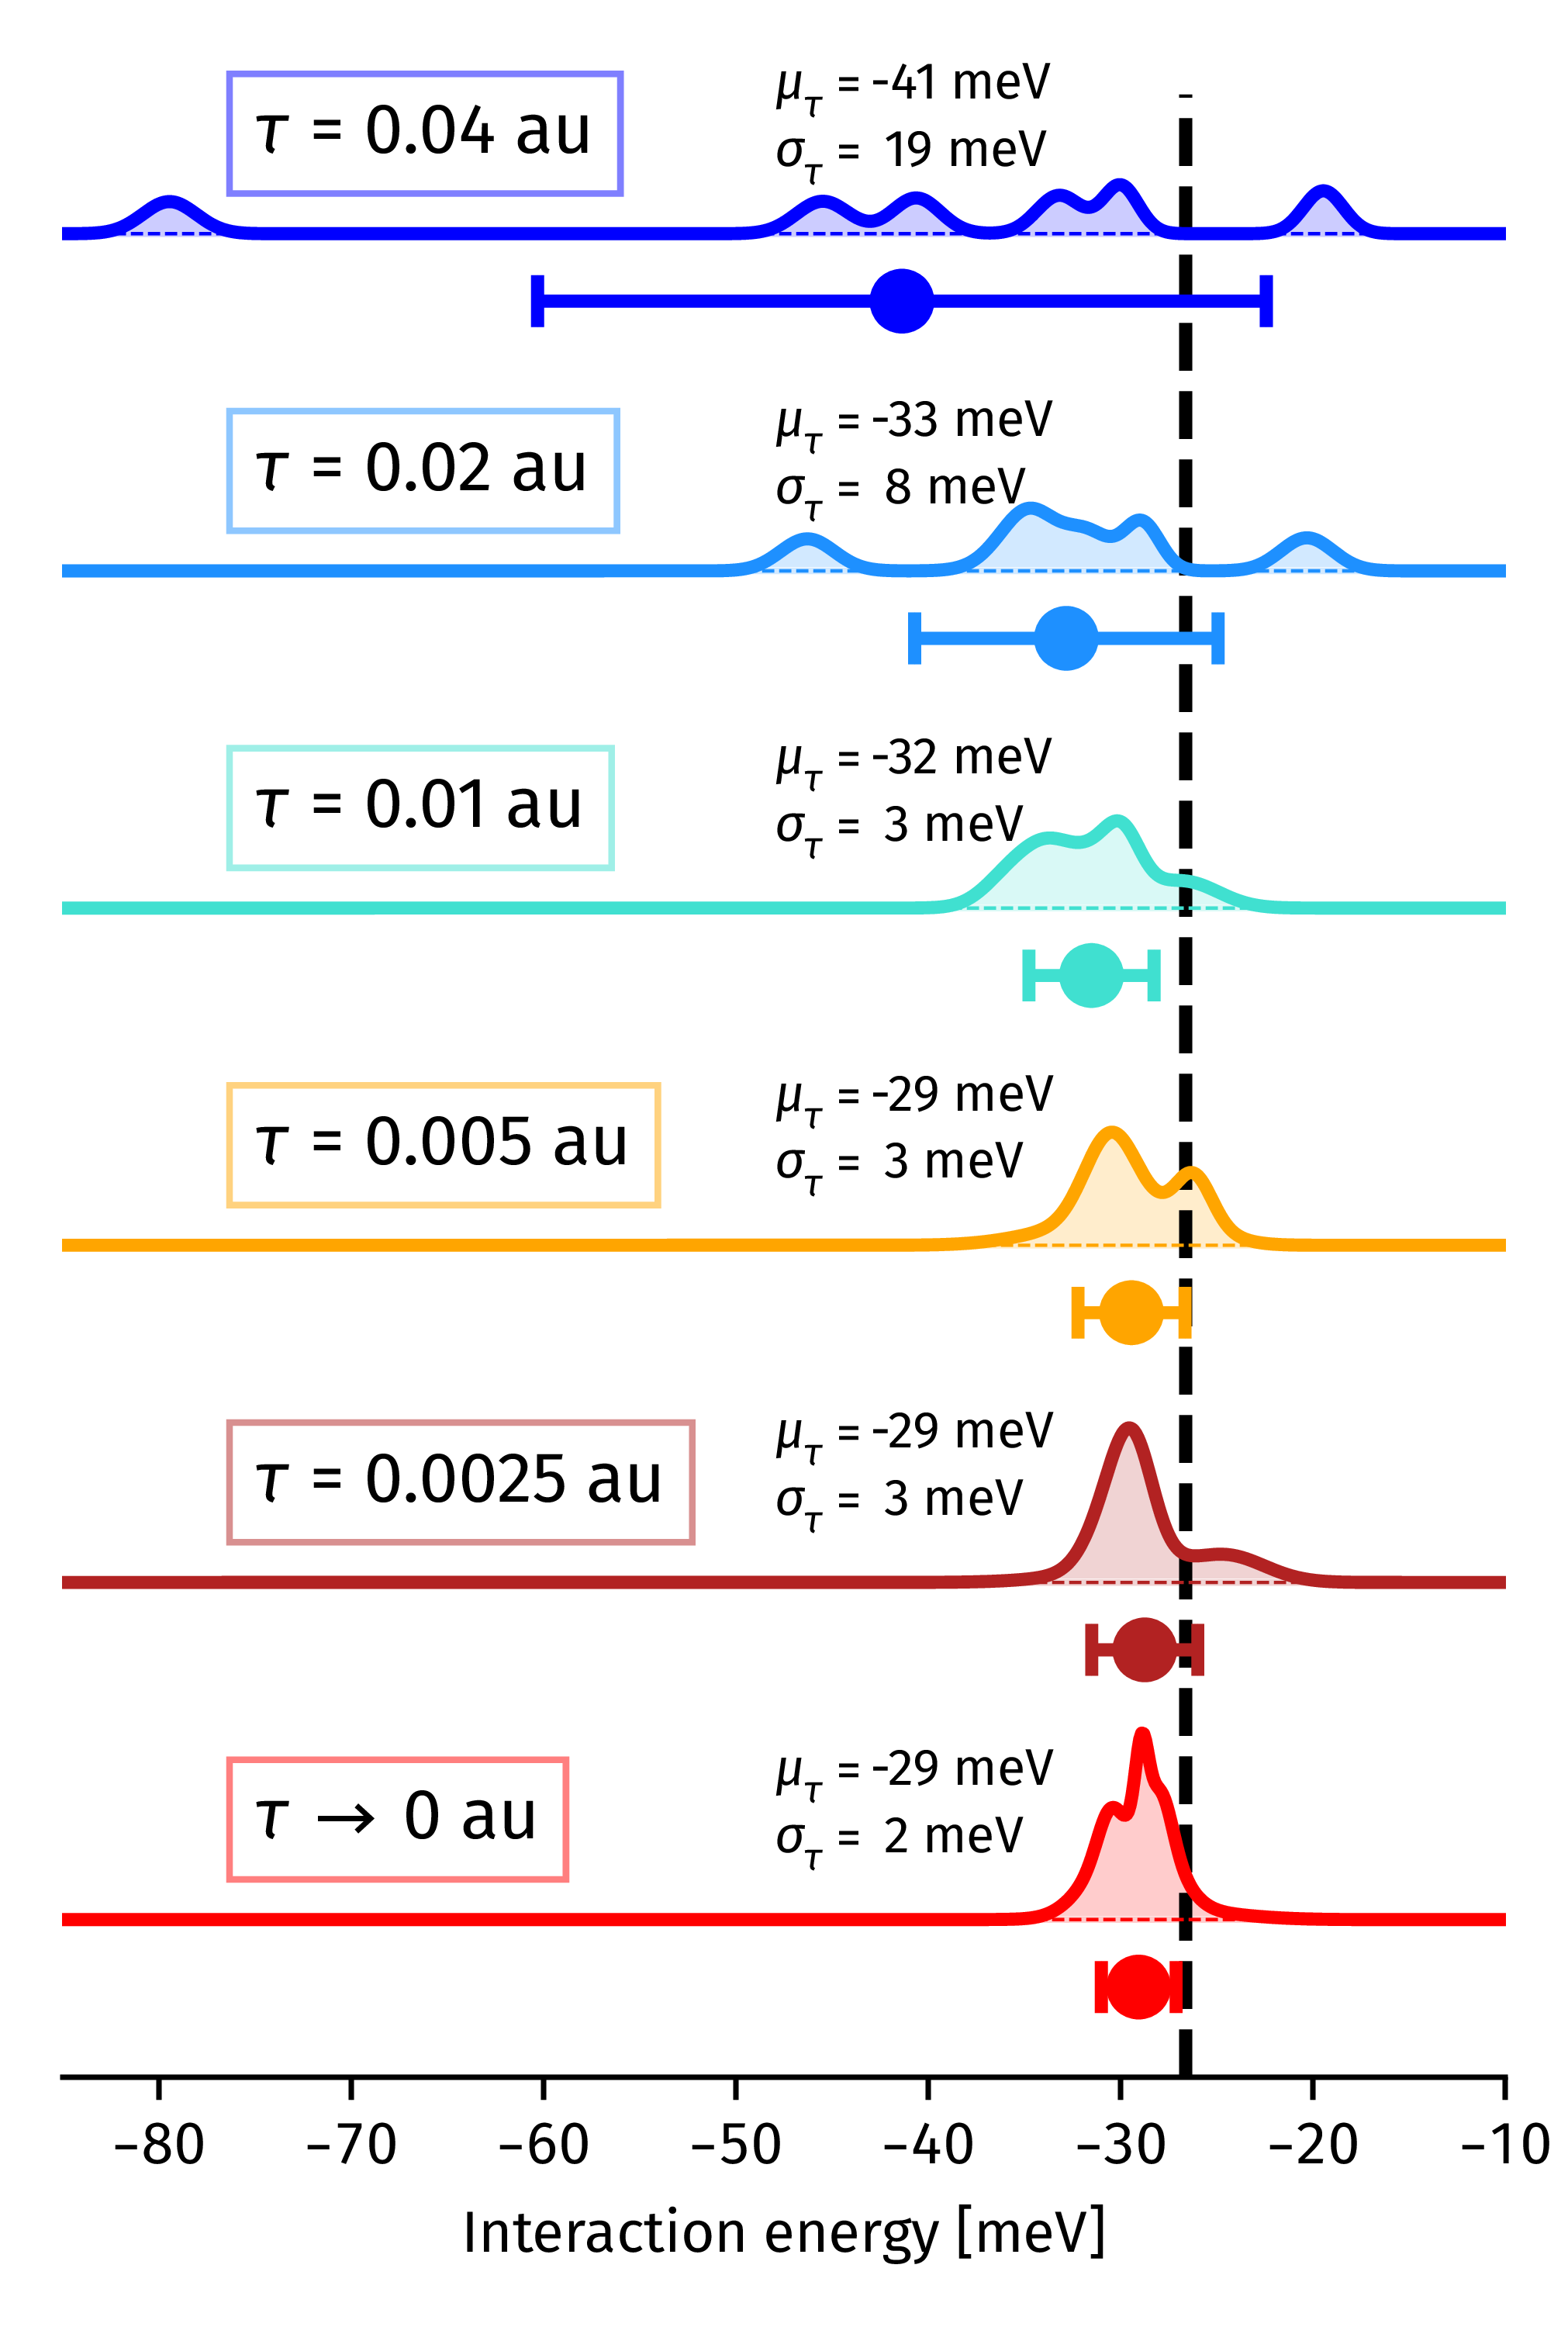 τ = 0.04 au
μτ = -41 meV
στ = 19 meV
τ = 0.02 au
μτ = -33 meV
στ = 8 meV
τ = 0.01 au
μτ = -32 meV
στ = 3 meV
τ = 0.005 au
μτ = -29 meV
στ = 3 meV
τ = 0.0025 au
μτ = -29 meV
στ = 3 meV
τ → 0 au
μτ = -29 meV
στ = 2 meV
−80 −70 −60 −50 −40 −30 −20 −10
Interaction energy [meV]